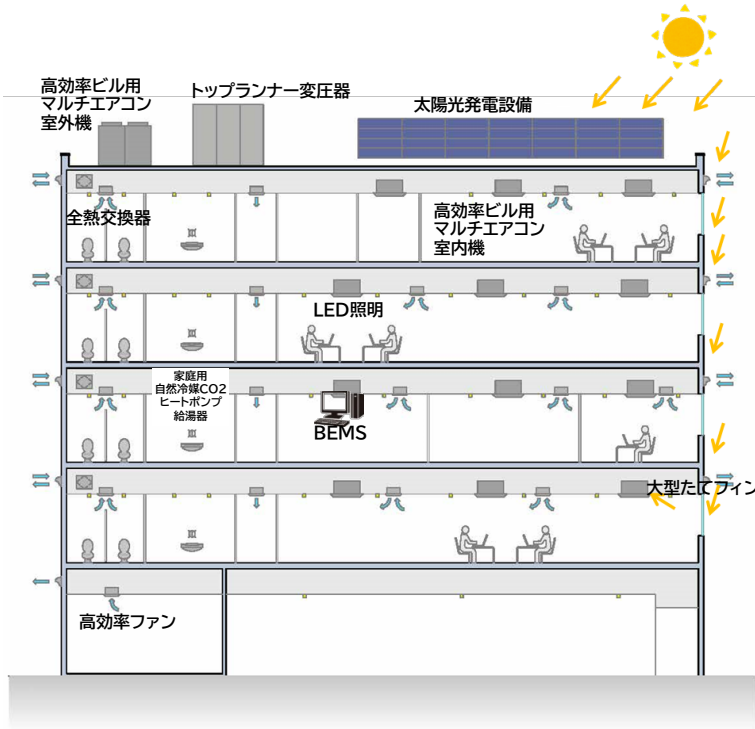 高効率ビル用
マルチエアコン
室外機
トップランナー変圧器
太陽光発電設備
全熱交換器
高効率ビル用
マルチエアコン
室内機
LED照明
家庭用
自然冷媒CO2
ヒートポンプ
給湯器
BEMS
大型たてフィン
高効率ファン